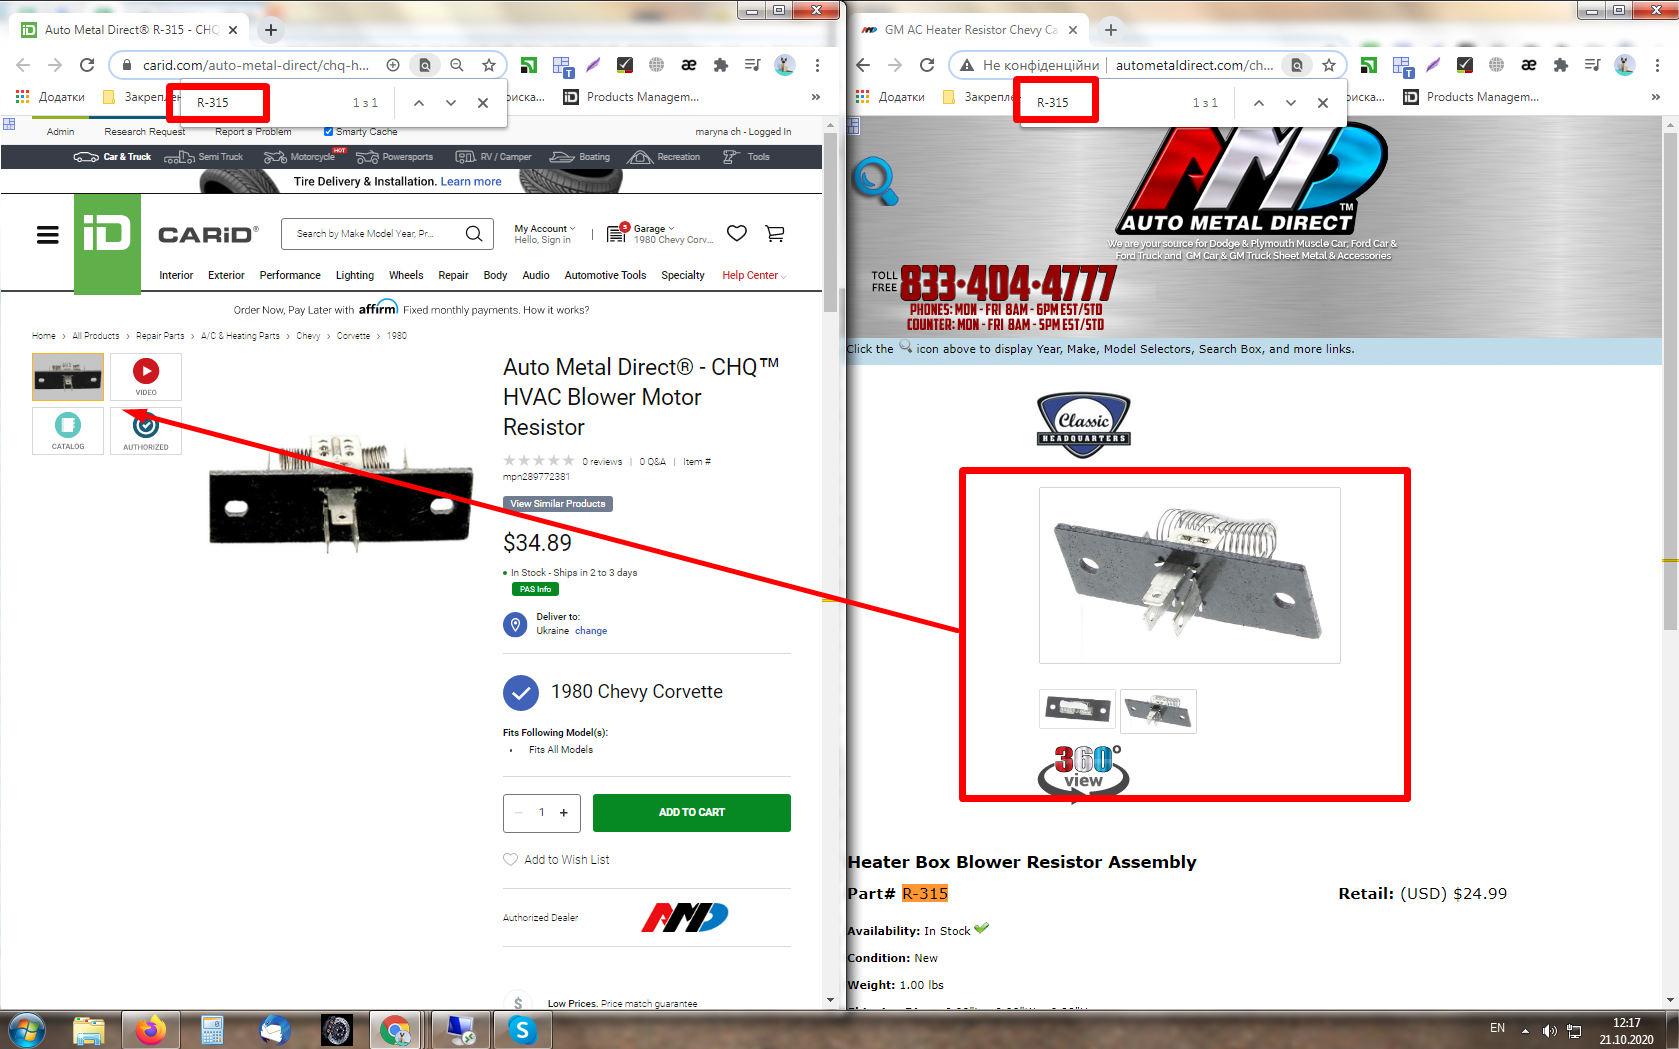 Auto Metal Direct® R-315 - CHQ
carid.com/auto-metal-direct/chq-h...
Додатки
Закреплен
R-315
1 з 1
Products Managem...
»
Admin
Research Request
Report a Problem
Smarty Cache
maryna ch - Logged In
Car & Truck
Semi Truck
Motorcycle
HOT
Powersports
RV / Camper
Boating
Recreation
Tools
Tire Delivery & Installation. Learn more
iD
CARiD®
Search by Make Model Year, Pr...
My Account
Hello, Sign in
Garage
1980 Chevy Corv...
Interior
Exterior
Performance
Lighting
Wheels
Repair
Body
Audio
Automotive Tools
Specialty
Help Center
Order Now, Pay Later with affirm Fixed monthly payments. How it works?
Home > All Products > Repair Parts > A/C & Heating Parts > Chevy > Corvette > 1980
VIDEO
CATALOG
AUTHORIZED
Auto Metal Direct® - CHQ™
HVAC Blower Motor
Resistor
0 reviews | 0 Q&A | Item #
mpn289772381
View Similar Products
$34.89
In Stock - Ships in 2 to 3 days
PAS Info
Deliver to:
Ukraine change
1980 Chevy Corvette
Fits Following Model(s):
Fits All Models
− 1 +
ADD TO CART
Add to Wish List
Authorized Dealer
AMD
$
Low Prices. Price match guarantee
GM AC Heater Resistor Chevy Ca
Не конфіденційни | autometaldirect.com/ch...
Додатки
Закреплен
R-315
1 з 1
Products Managem...
»
AMD
TM
AUTO METAL DIRECT
We are your source for Dodge & Plymouth Muscle Car; Ford Car &
Ford Truck and GM Car & GM Truck Sheet Metal & Accessories
TOLL
FREE
833•404•4777
PHONES: MON - FRI 8AM - 6PM EST/STD
COUNTER: MON - FRI 8AM - 5PM EST/STD
Click the icon above to display Year, Make, Model Selectors, Search Box, and more links.
Classic
HEADQUARTERS
360°
view
Heater Box Blower Resistor Assembly
Part# R-315
Retail: (USD) $24.99
Availability: In Stock
Condition: New
Weight: 1.00 lbs
EN
12:17
21.10.2020